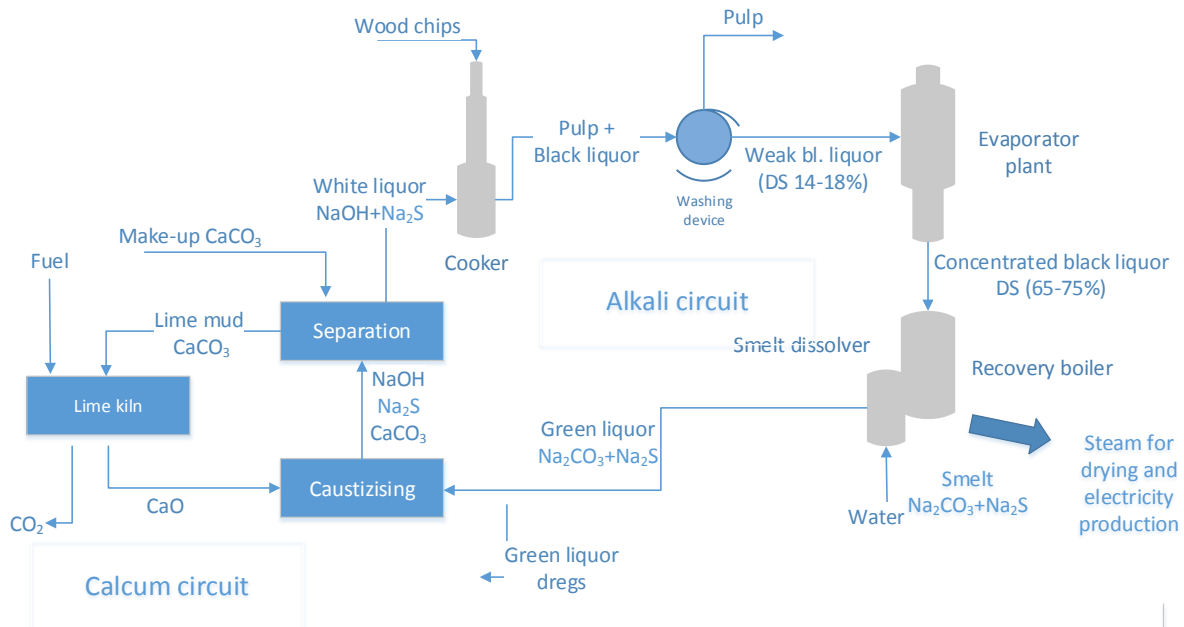 Wood chips
Pulp
Pulp +
Black liquor
Weak bl. liquor
(DS 14-18%)
Washing
device
Evaporator
plant
White liquor
NaOH+Na₂S
Cooker
Make-up CaCO₃
Fuel
Concentrated black liquor
DS (65-75%)
Alkali circuit
Separation
Lime mud
CaCO₃
Smelt dissolver
Recovery boiler
Lime kiln
NaOH
Na₂S
CaCO₃
Green liquor
Na₂CO₃+Na₂S
Steam for
drying and
electricity
production
Caustizising
CaO
CO₂
Water
Smelt
Na₂CO₃+Na₂S
Green liquor
dregs
Calcum circuit